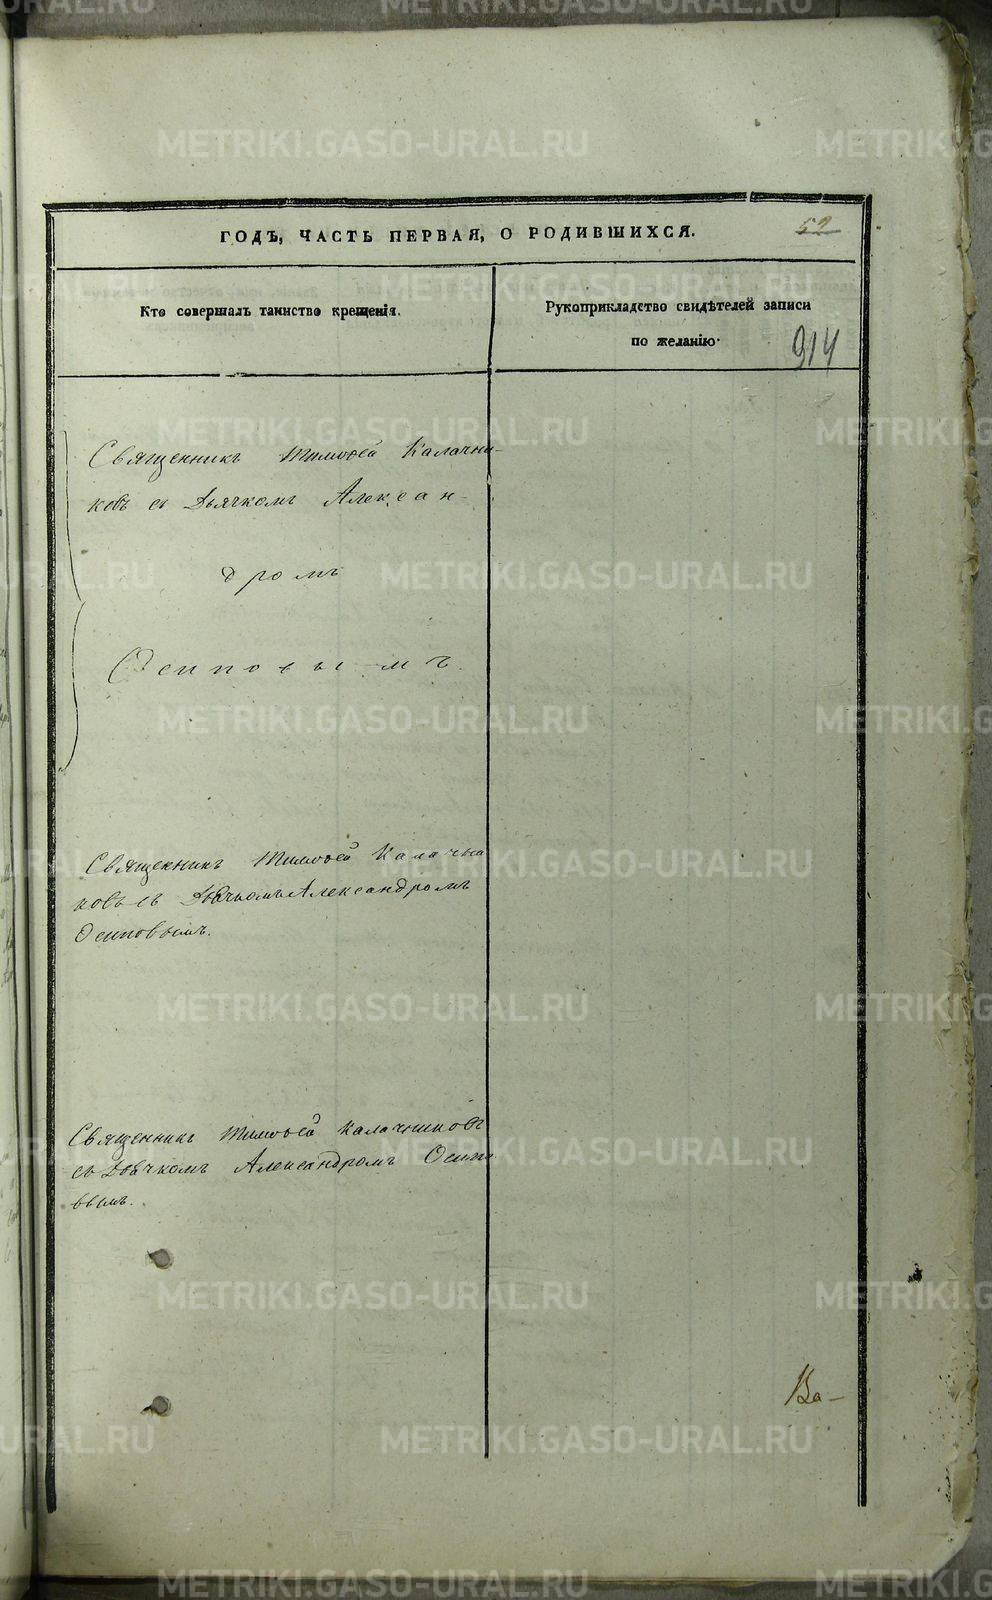 ГОДЪ, ЧАСТЬ ПЕРВАЯ, О РОДИВШИХСЯ.
52
Кто совершалъ таинство крещенія.
Рукоприкладство свидѣтелей записи
по желанію.
914
Священникъ Тимоѳей Калачни-
ковъ съ Дьячкомъ Алексан-
дромъ
Осиповымъ.
Священникъ Тимоѳей Калачни
ковъ съ Дьячкомъ Александромъ
Осиповымъ.
Священникъ Тимоѳей Калачниковъ
съ Дьячкомъ Александромъ Осипо
вымъ.
Ва-
METRIKI.GASO-URAL.RU